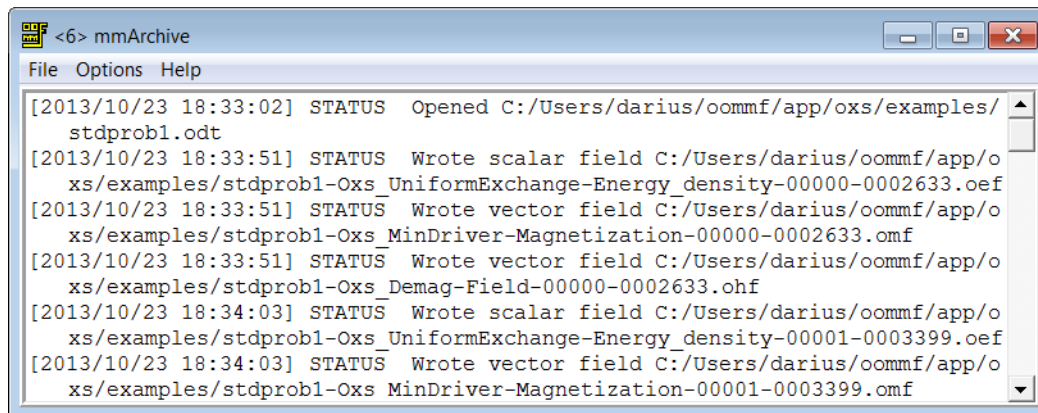 <6> mmArchive
File Options Help
[2013/10/23 18:33:02] STATUS Opened C:/Users/darius/oommf/app/oxs/examples/
stdprob1.odt
[2013/10/23 18:33:51] STATUS Wrote scalar field C:/Users/darius/oommf/app/o
xs/examples/stdprob1-Oxs_UniformExchange-Energy_density-00000-0002633.oef
[2013/10/23 18:33:51] STATUS Wrote vector field C:/Users/darius/oommf/app/o
xs/examples/stdprob1-Oxs_MinDriver-Magnetization-00000-0002633.omf
[2013/10/23 18:33:51] STATUS Wrote vector field C:/Users/darius/oommf/app/o
xs/examples/stdprob1-Oxs_Demag-Field-00000-0002633.ohf
[2013/10/23 18:34:03] STATUS Wrote scalar field C:/Users/darius/oommf/app/o
xs/examples/stdprob1-Oxs_UniformExchange-Energy_density-00001-0003399.oef
[2013/10/23 18:34:03] STATUS Wrote vector field C:/Users/darius/oommf/app/o
xs/examples/stdprob1-Oxs_MinDriver-Magnetization-00001-0003399.omf